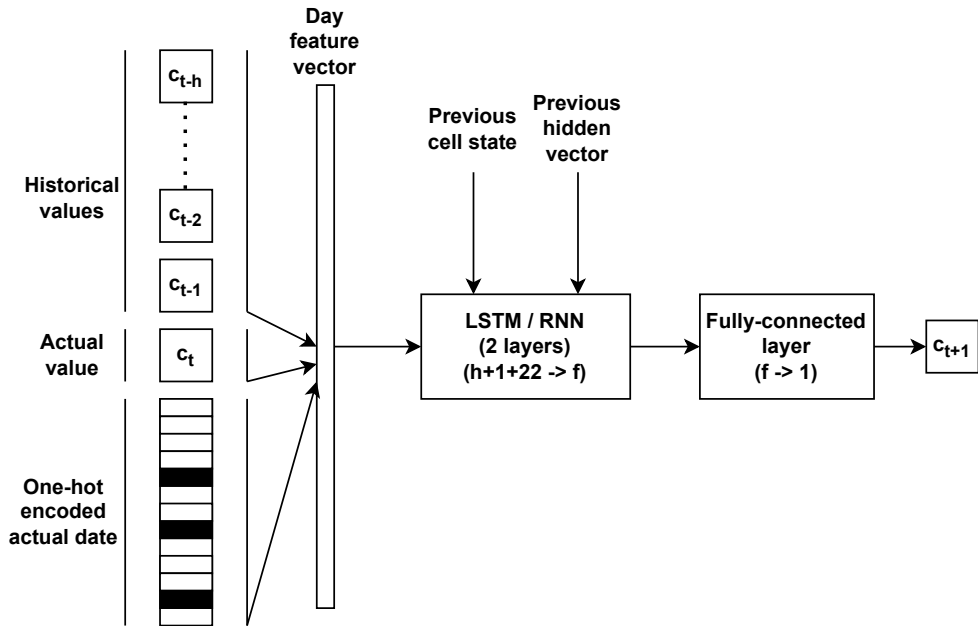 Day
feature
vector
c_{t-h}
Historical
values
c_{t-2}
c_{t-1}
Actual
value
c_t
One-hot
encoded
actual date
Previous
cell state
Previous
hidden
vector
LSTM / RNN
(2 layers)
(h+1+22 -> f)
Fully-connected
layer
(f -> 1)
c_{t+1}